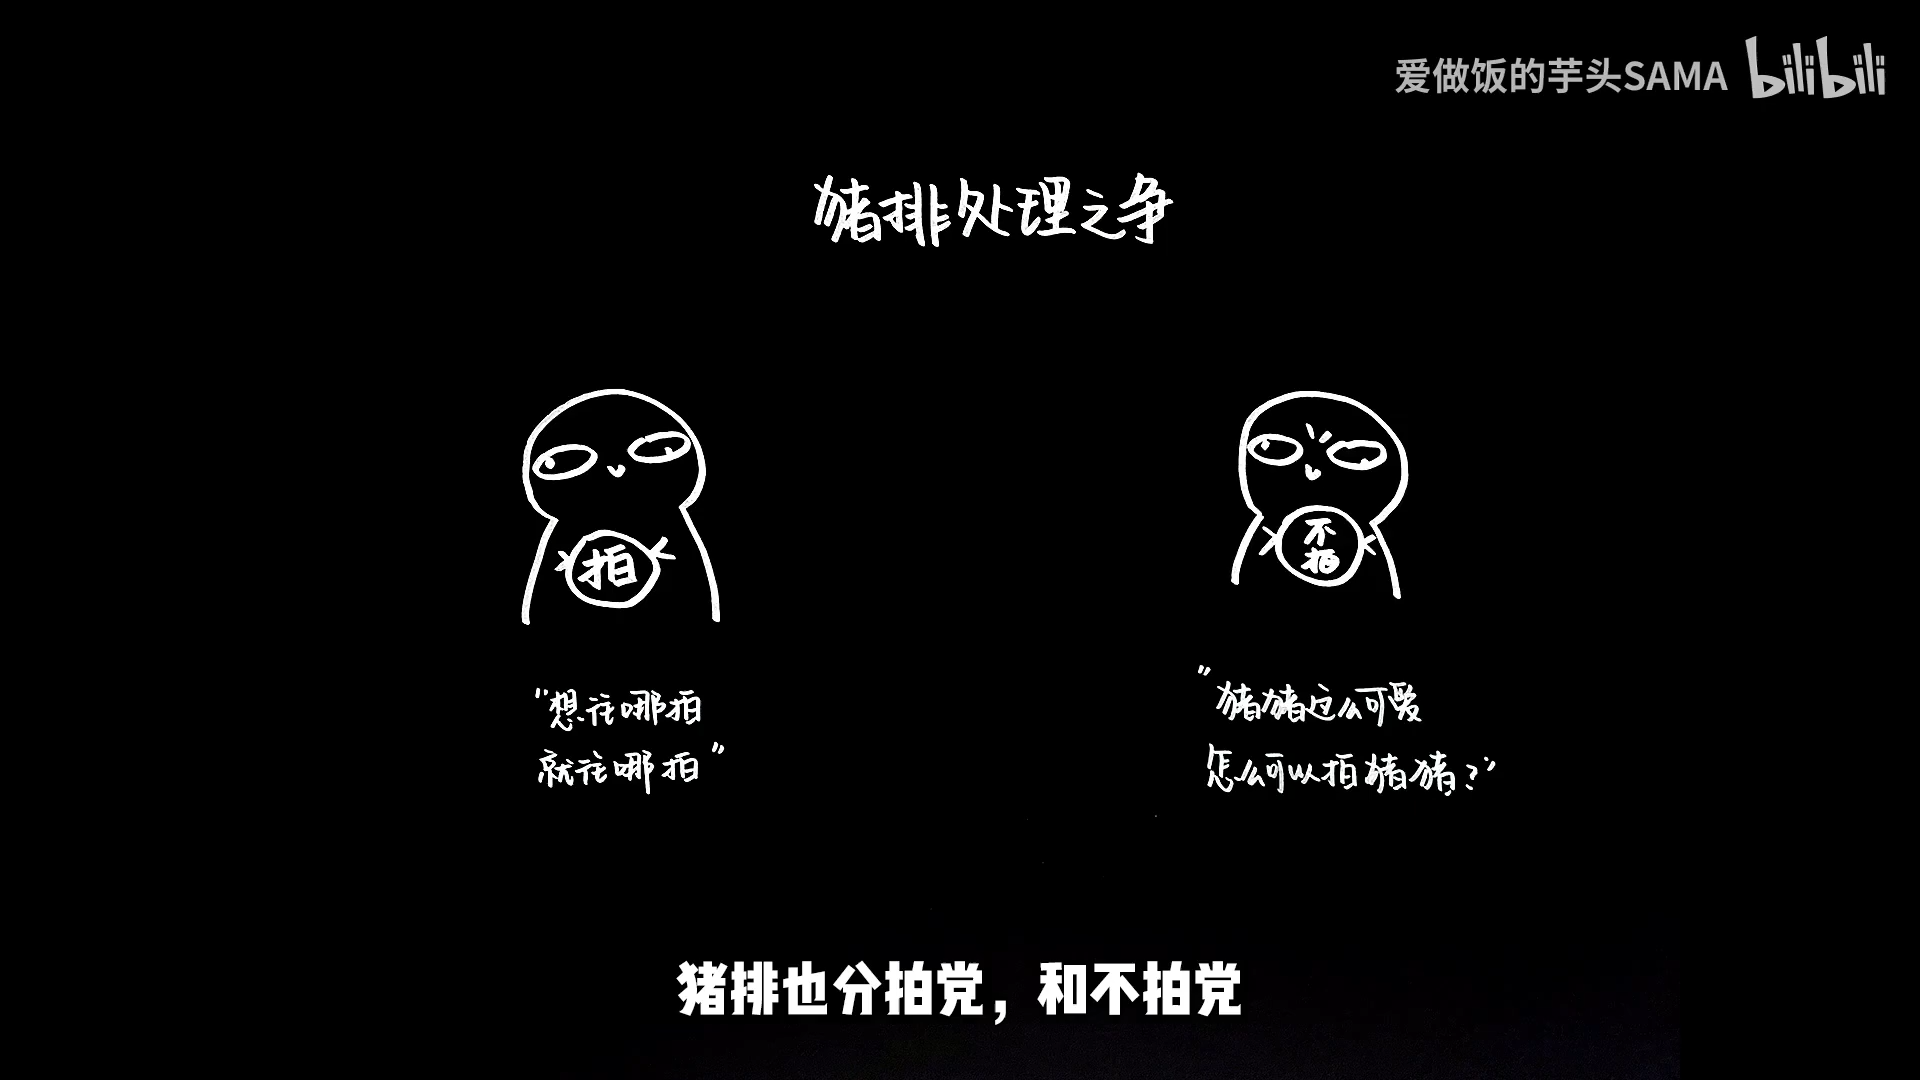 爱做饭的芋头SAMA bilibili
猪排处理之争
拍
不
拍
"想往哪拍
就往哪拍"
"猪猪这么可爱
怎么可以拍猪猪?"
猪排也分拍党，和不拍党